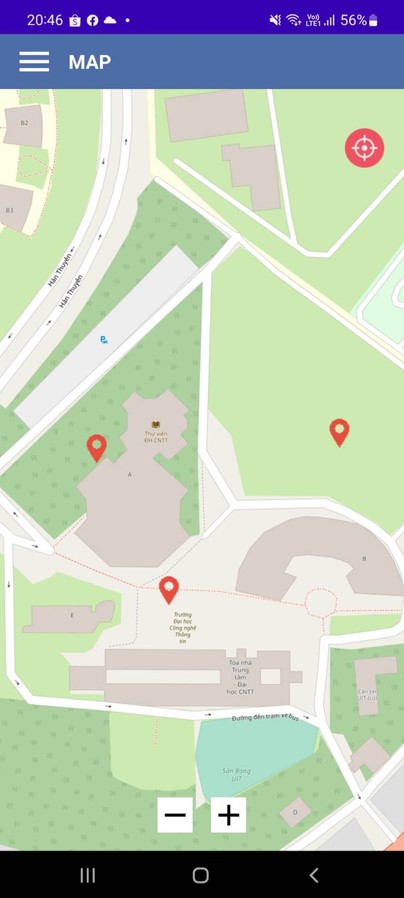 20:46
Vo))
LTE1
56%
MAP
B2
B3
Hàn Thuyên
Hàn Thuyên
P
Thư viện
ĐH CNTT
A
B
E
Trường
Đại học
Công nghệ
Thông
tin
Tòa nhà
Trung
tâm
- Đại
học CNTT
Đường đến trạm xe bus
Căn tin
Sân Bóng
UIT
D
− +